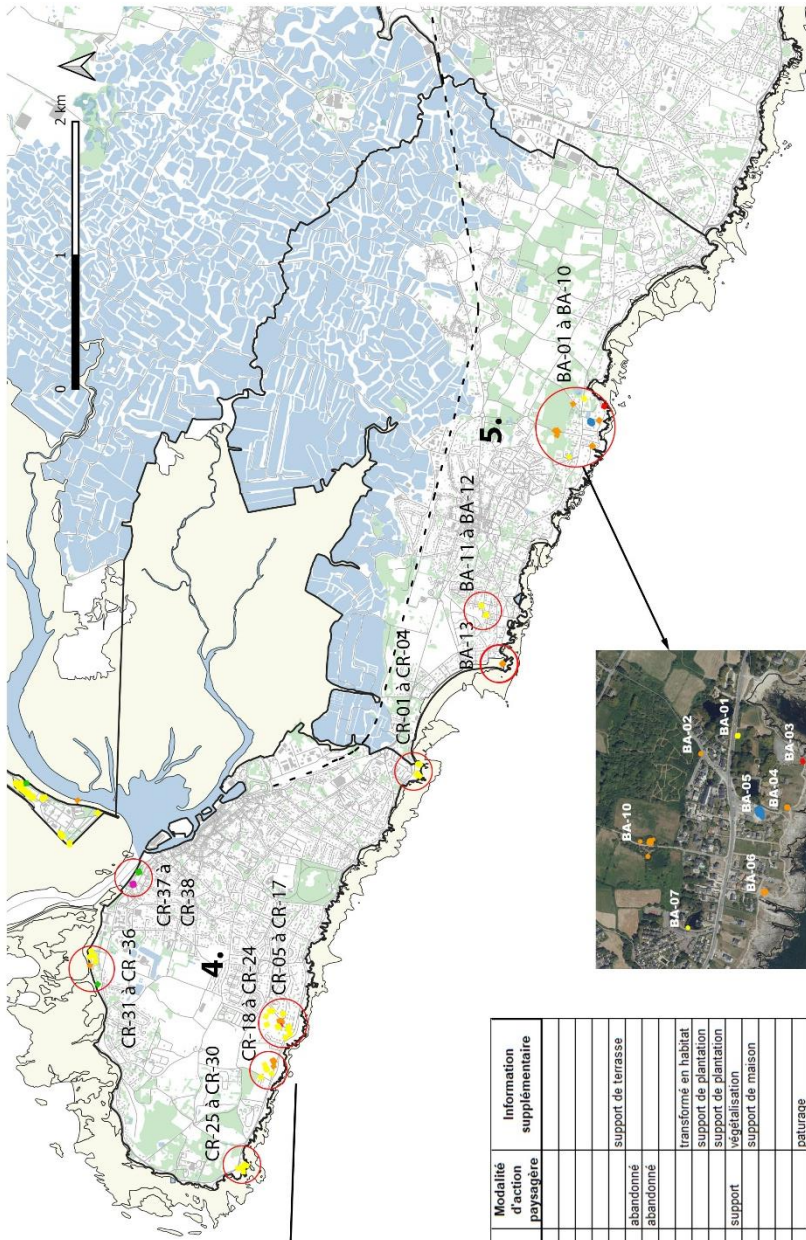 0
1
2 km
CR-37 à
CR-38
CR-31 à CR-36
4.
CR-25 à CR-30
CR-18 à CR-24
CR-05 à CR-17
CR-01 à CR-04
BA-13
BA-11 à BA-12
5.
BA-01 à BA-10
BA-10
BA-02
BA-07
BA-01
BA-05
BA-04
BA-06
BA-03
Modalité
d'action
paysagère
Information
supplémentaire
support de terrasse
abandonné
abandonné
transformé en habitat
support de plantation
support de plantation
support
végétalisation
support de maison
paturage